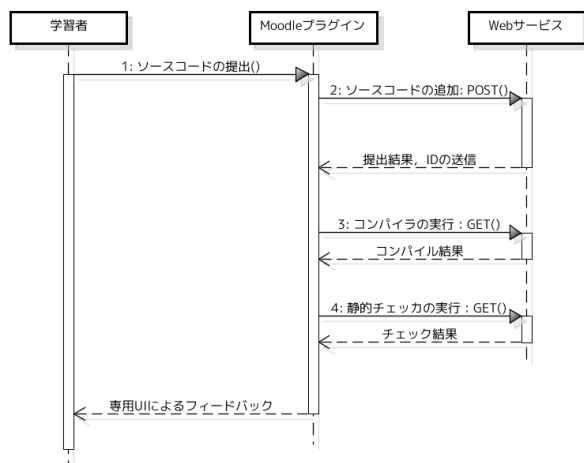 学習者
Moodleプラグイン
Webサービス
1: ソースコードの提出()
2: ソースコードの追加: POST()
提出結果，IDの送信
3: コンパイラの実行 : GET()
コンパイル結果
4: 静的チェッカの実行 : GET()
チェック結果
専用UIによるフィードバック